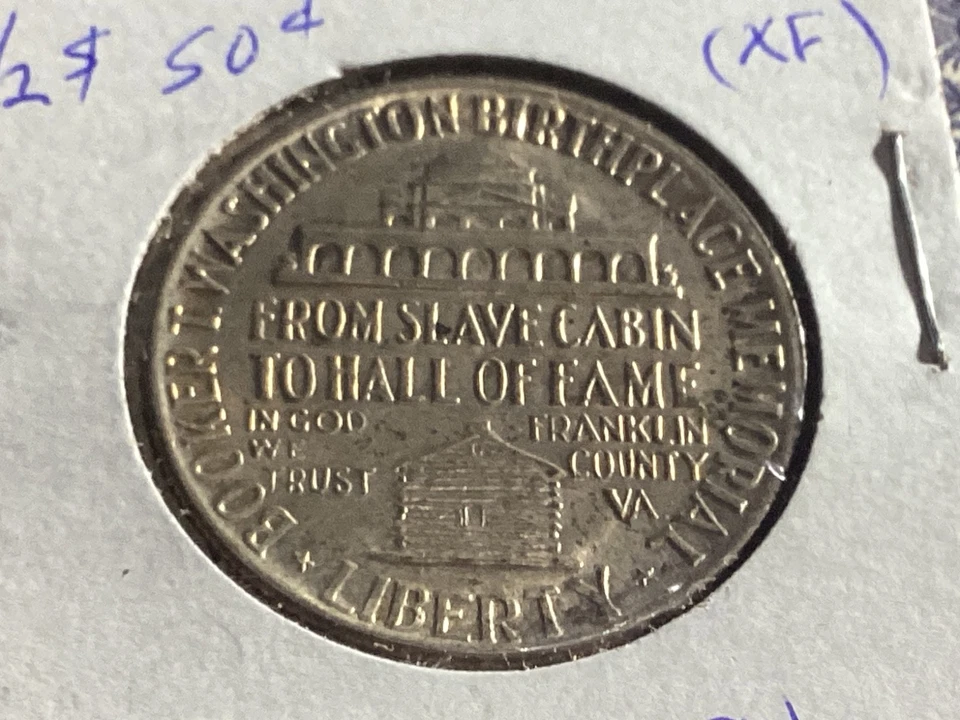 1/2$ 50¢ (XF)
BOOKER T. WASHINGTON BIRTHPLACE MEMORIAL
FROM SLAVE CABIN
TO HALL OF FAME
IN GOD
WE
TRUST
FRANKLIN
COUNTY
VA
LIBERTY